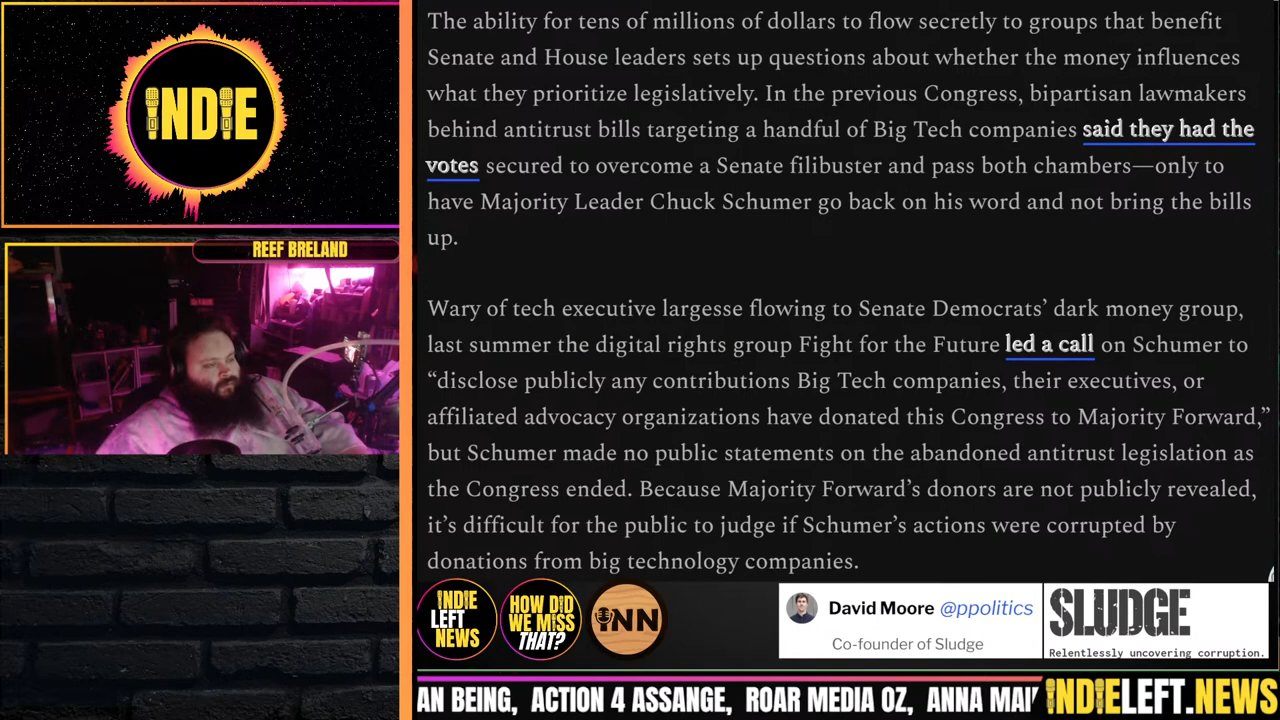 INDIE
REEF BRELAND
The ability for tens of millions of dollars to flow secretly to groups that benefit
Senate and House leaders sets up questions about whether the money influences
what they prioritize legislatively. In the previous Congress, bipartisan lawmakers
behind antitrust bills targeting a handful of Big Tech companies said they had the
votes secured to overcome a Senate filibuster and pass both chambers—only to
have Majority Leader Chuck Schumer go back on his word and not bring the bills
up.
Wary of tech executive largesse flowing to Senate Democrats’ dark money group,
last summer the digital rights group Fight for the Future led a call on Schumer to
“disclose publicly any contributions Big Tech companies, their executives, or
affiliated advocacy organizations have donated this Congress to Majority Forward,”
but Schumer made no public statements on the abandoned antitrust legislation as
the Congress ended. Because Majority Forward’s donors are not publicly revealed,
it’s difficult for the public to judge if Schumer’s actions were corrupted by
donations from big technology companies.
INDIE
LEFT
NEWS
HOW DID
WE MISS
THAT?
INN
David Moore @ppolitics
Co-founder of Sludge
SLUDGE
Relentlessly uncovering corruption.
AN BEING, ACTION 4 ASSANGE, ROAR MEDIA OZ, ANNA
INDIELEFT.NEWS